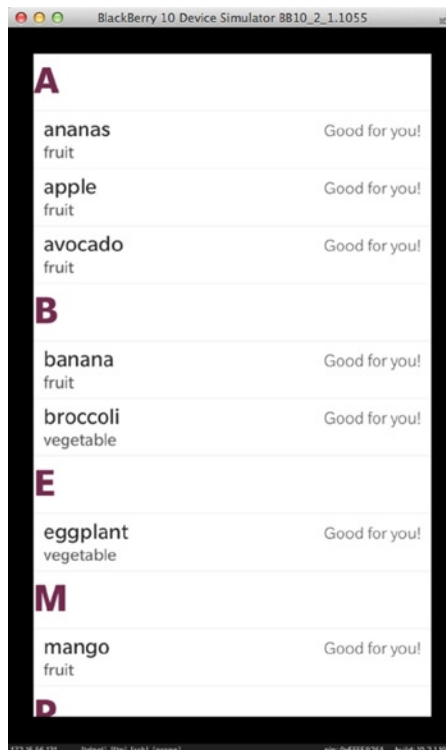 BlackBerry 10 Device Simulator BB10_2_1.1055
A
ananas Good for you!
fruit
apple Good for you!
fruit
avocado Good for you!
fruit
B
banana Good for you!
fruit
broccoli Good for you!
vegetable
E
eggplant Good for you!
vegetable
M
mango Good for you!
fruit